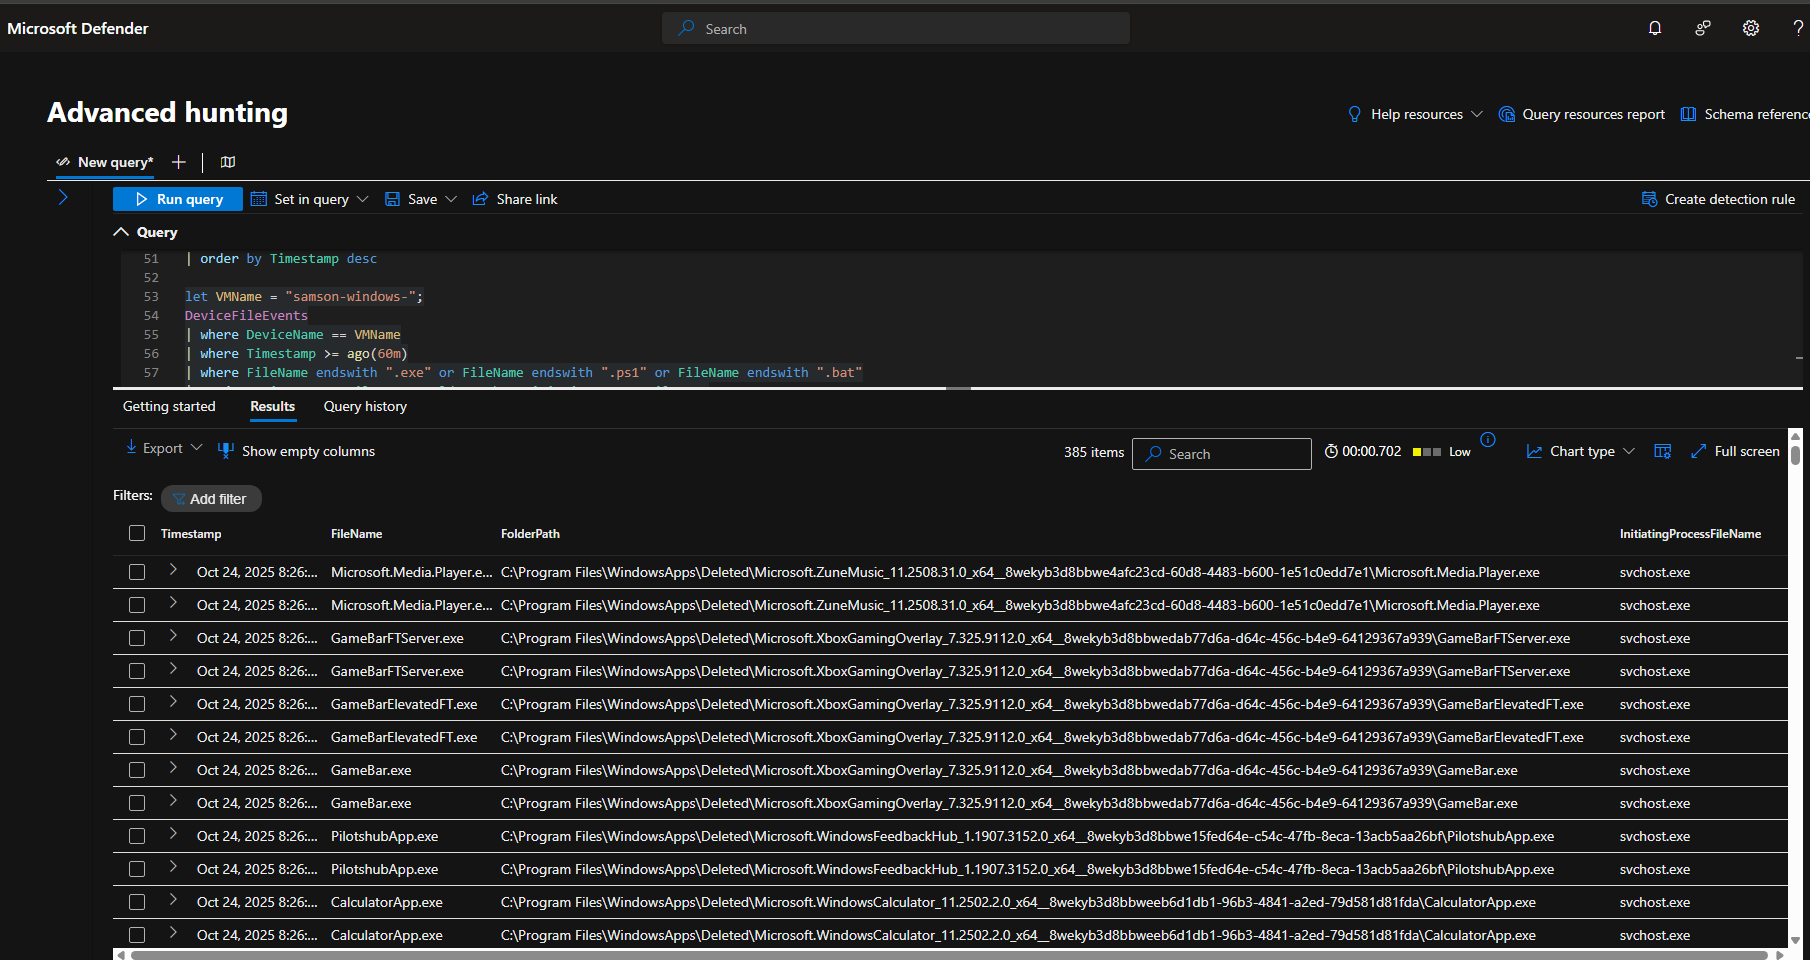 Microsoft Defender
Search
Advanced hunting
Help resources
Query resources report
Schema reference
New query*
Run query
Set in query
Save
Share link
Create detection rule
Query
51 | order by Timestamp desc
52
53 let VMName = "samson-windows-";
54 DeviceFileEvents
55 | where DeviceName == VMName
56 | where Timestamp >= ago(60m)
57 | where FileName endswith ".exe" or FileName endswith ".ps1" or FileName endswith ".bat"
Getting started Results Query history
Export
Show empty columns
385 items
Search
00:00.702
Low
Chart type
Full screen
Filters:
Add filter
Timestamp FileName FolderPath InitiatingProcessFileName
Oct 24, 2025 8:26:... Microsoft.Media.Player.e... C:\Program Files\WindowsApps\Deleted\Microsoft.ZuneMusic_11.2508.31.0_x64__8wekyb3d8bbwe4afc23cd-60d8-4483-b600-1e51c0edd7e1\Microsoft.Media.Player.exe svchost.exe
Oct 24, 2025 8:26:... Microsoft.Media.Player.e... C:\Program Files\WindowsApps\Deleted\Microsoft.ZuneMusic_11.2508.31.0_x64__8wekyb3d8bbwe4afc23cd-60d8-4483-b600-1e51c0edd7e1\Microsoft.Media.Player.exe svchost.exe
Oct 24, 2025 8:26:... GameBarFTServer.exe C:\Program Files\WindowsApps\Deleted\Microsoft.XboxGamingOverlay_7.325.9112.0_x64__8wekyb3d8bbwedab77d6a-d64c-456c-b4e9-64129367a939\GameBarFTServer.exe svchost.exe
Oct 24, 2025 8:26:... GameBarFTServer.exe C:\Program Files\WindowsApps\Deleted\Microsoft.XboxGamingOverlay_7.325.9112.0_x64__8wekyb3d8bbwedab77d6a-d64c-456c-b4e9-64129367a939\GameBarFTServer.exe svchost.exe
Oct 24, 2025 8:26:... GameBarElevatedFT.exe C:\Program Files\WindowsApps\Deleted\Microsoft.XboxGamingOverlay_7.325.9112.0_x64__8wekyb3d8bbwedab77d6a-d64c-456c-b4e9-64129367a939\GameBarElevatedFT.exe svchost.exe
Oct 24, 2025 8:26:... GameBarElevatedFT.exe C:\Program Files\WindowsApps\Deleted\Microsoft.XboxGamingOverlay_7.325.9112.0_x64__8wekyb3d8bbwedab77d6a-d64c-456c-b4e9-64129367a939\GameBarElevatedFT.exe svchost.exe
Oct 24, 2025 8:26:... GameBar.exe C:\Program Files\WindowsApps\Deleted\Microsoft.XboxGamingOverlay_7.325.9112.0_x64__8wekyb3d8bbwedab77d6a-d64c-456c-b4e9-64129367a939\GameBar.exe svchost.exe
Oct 24, 2025 8:26:... GameBar.exe C:\Program Files\WindowsApps\Deleted\Microsoft.XboxGamingOverlay_7.325.9112.0_x64__8wekyb3d8bbwedab77d6a-d64c-456c-b4e9-64129367a939\GameBar.exe svchost.exe
Oct 24, 2025 8:26:... PilotshubApp.exe C:\Program Files\WindowsApps\Deleted\Microsoft.WindowsFeedbackHub_1.1907.3152.0_x64__8wekyb3d8bbwe15fed64e-c54c-47fb-8eca-13acb5aa26bf\PilotshubApp.exe svchost.exe
Oct 24, 2025 8:26:... PilotshubApp.exe C:\Program Files\WindowsApps\Deleted\Microsoft.WindowsFeedbackHub_1.1907.3152.0_x64__8wekyb3d8bbwe15fed64e-c54c-47fb-8eca-13acb5aa26bf\PilotshubApp.exe svchost.exe
Oct 24, 2025 8:26:... CalculatorApp.exe C:\Program Files\WindowsApps\Deleted\Microsoft.WindowsCalculator_11.2502.2.0_x64__8wekyb3d8bbweeb6d1db1-96b3-4841-a2ed-79d581d81fda\CalculatorApp.exe svchost.exe
Oct 24, 2025 8:26:... CalculatorApp.exe C:\Program Files\WindowsApps\Deleted\Microsoft.WindowsCalculator_11.2502.2.0_x64__8wekyb3d8bbweeb6d1db1-96b3-4841-a2ed-79d581d81fda\CalculatorApp.exe svchost.exe